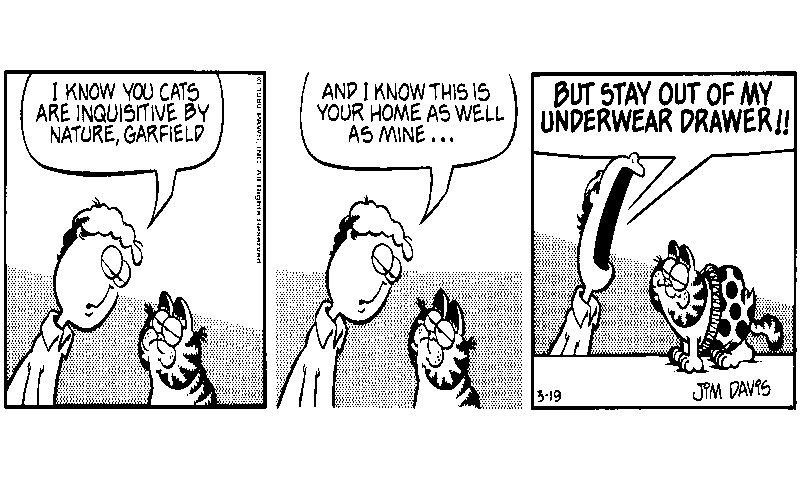 I KNOW YOU CATS
ARE INQUISITIVE BY
NATURE, GARFIELD
AND I KNOW THIS IS
YOUR HOME AS WELL
AS MINE...
BUT STAY OUT OF MY
UNDERWEAR DRAWER!!
3-19
JIM DAVIS